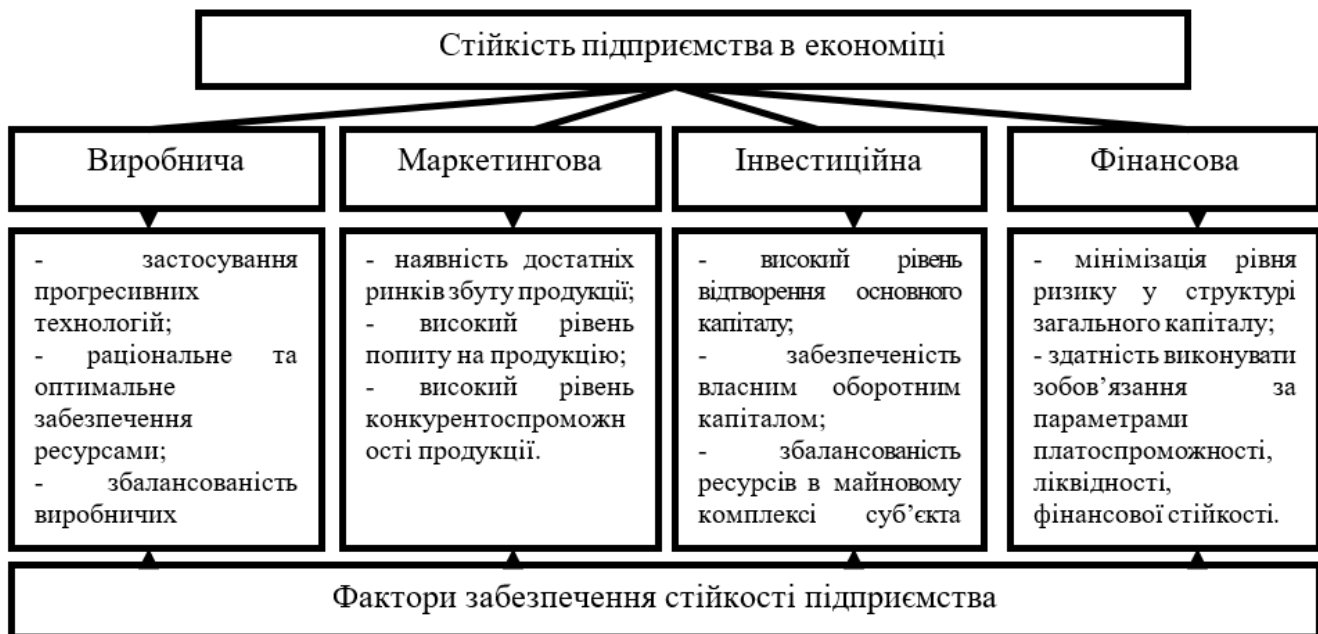 Стійкість підприємства в економіці
Виробнича
Маркетингова
Інвестиційна
Фінансова
- застосування
прогресивних
технологій;
- раціональне та
оптимальне
забезпечення
ресурсами;
- збалансованість
виробничих
- наявність достатніх
ринків збуту продукції;
- високий рівень
попиту на продукцію;
- високий рівень
конкурентоспроможн
ості продукції.
- високий рівень
відтворення основного
капіталу;
- забезпеченість
власним оборотним
капіталом;
- збалансованість
ресурсів в майновому
комплексі суб’єкта
- мінімізація рівня
ризику у структурі
загального капіталу;
- здатність виконувати
зобов’язання за
параметрами
платоспроможності,
ліквідності,
фінансової стійкості.
Фактори забезпечення стійкості підприємства